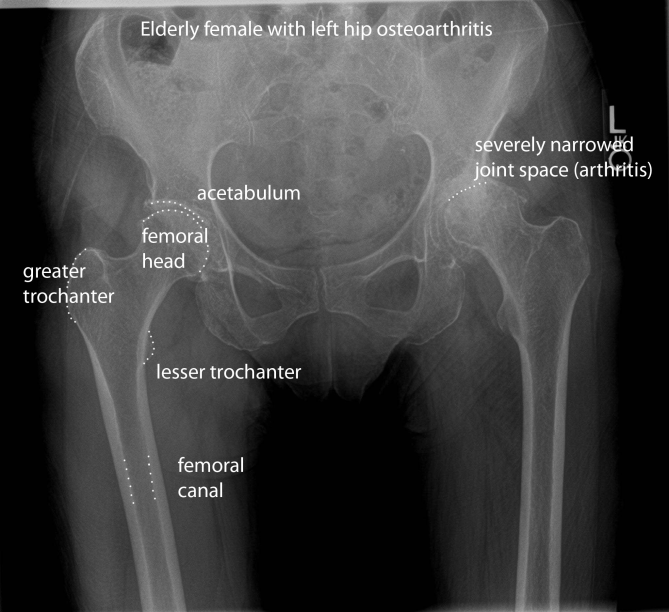 Elderly female with left hip osteoarthritis
L
severely narrowed
joint space (arthritis)
acetabulum
femoral
head
greater
trochanter
lesser trochanter
femoral
canal